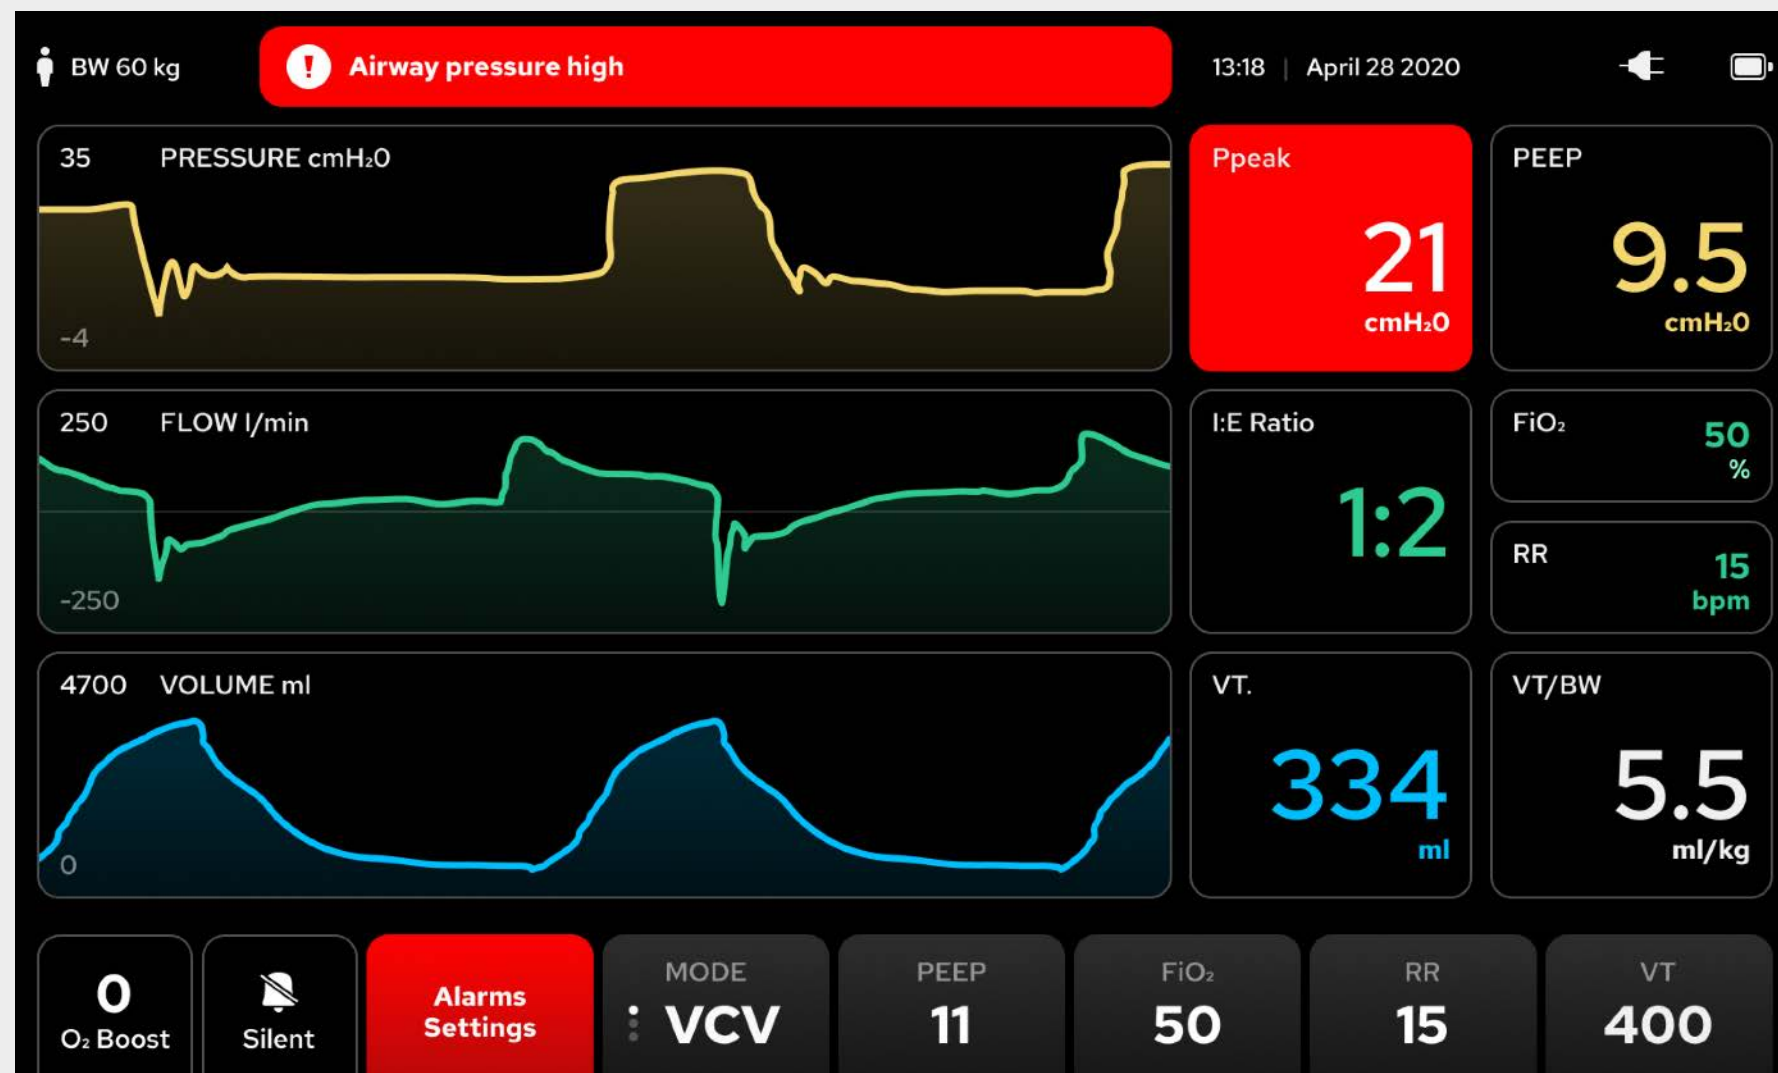 BW 60 kg
! Airway pressure high
13:18 | April 28 2020
35 PRESSURE cmH₂0
-4
Ppeak
21
cmH₂0
PEEP
9.5
cmH₂0
250 FLOW l/min
-250
I:E Ratio
1:2
FiO₂
50
%
RR
15
bpm
4700 VOLUME ml
0
VT.
334
ml
VT/BW
5.5
ml/kg
0
O₂ Boost
Silent
Alarms
Settings
MODE
VCV
PEEP
11
FiO₂
50
RR
15
VT
400